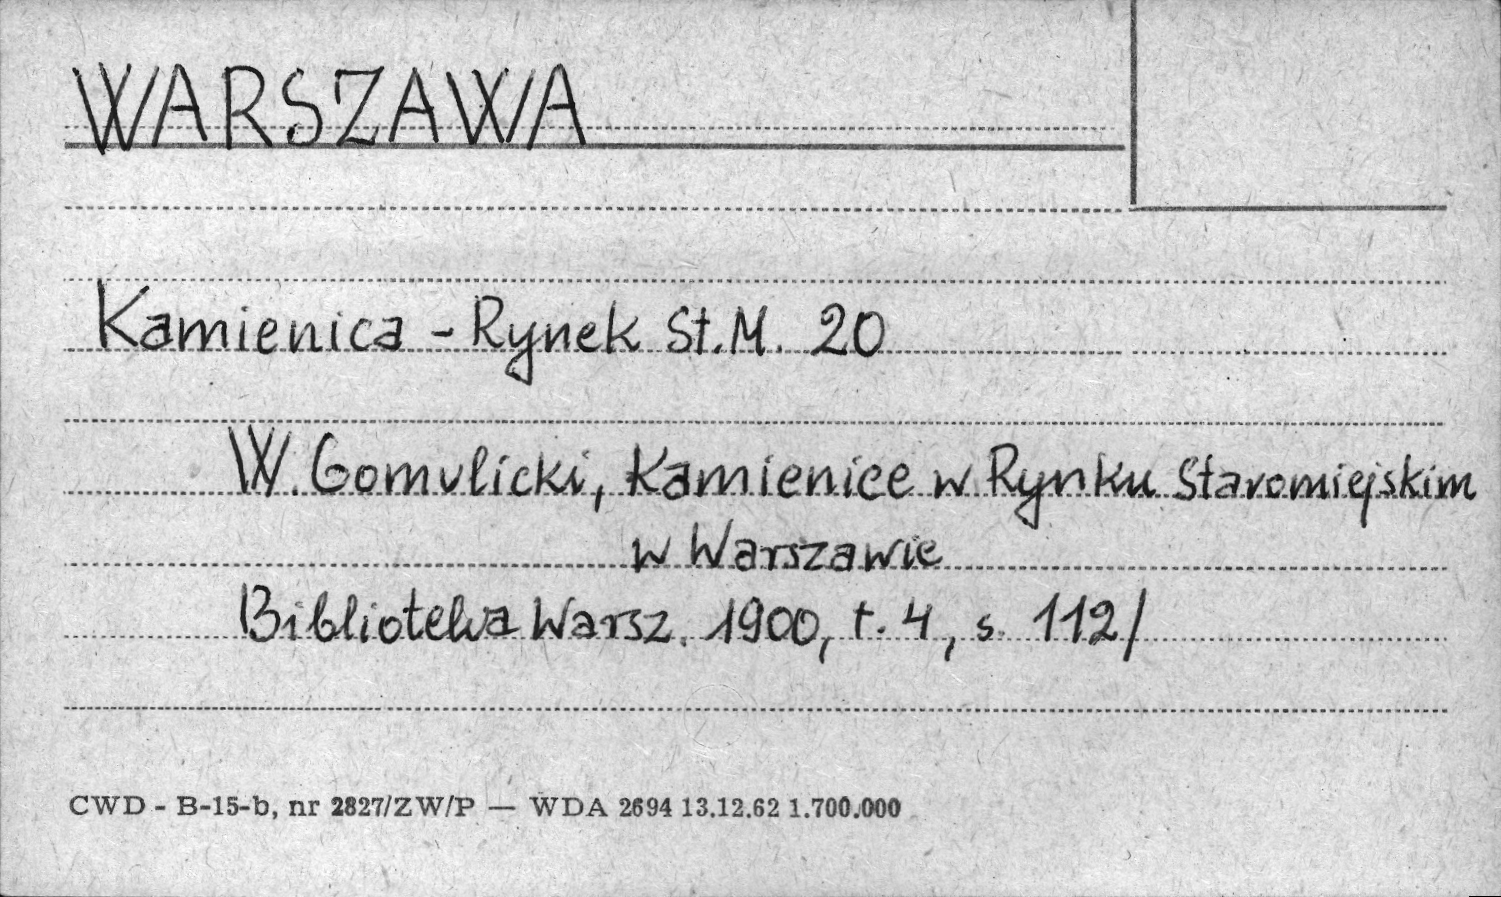 WARSZAWA
Kamienica - Rynek St.M. 20
W. Gomulicki, Kamienice w Rynku Staromiejskim
w Warszawie
Biblioteka Warsz. 1900, t. 4, s. 112/
CWD - B-15-b, nr 2827/ZW/P — WDA 2694 13.12.62 1.700.000